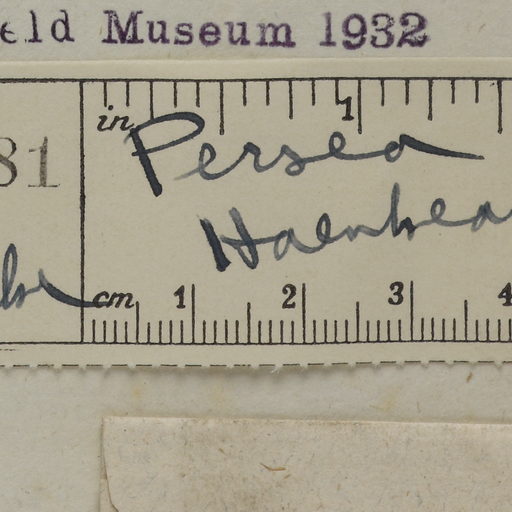 eld Museum 1932
in 1
81 Persea
Haenkea
cm 1 2 3 4